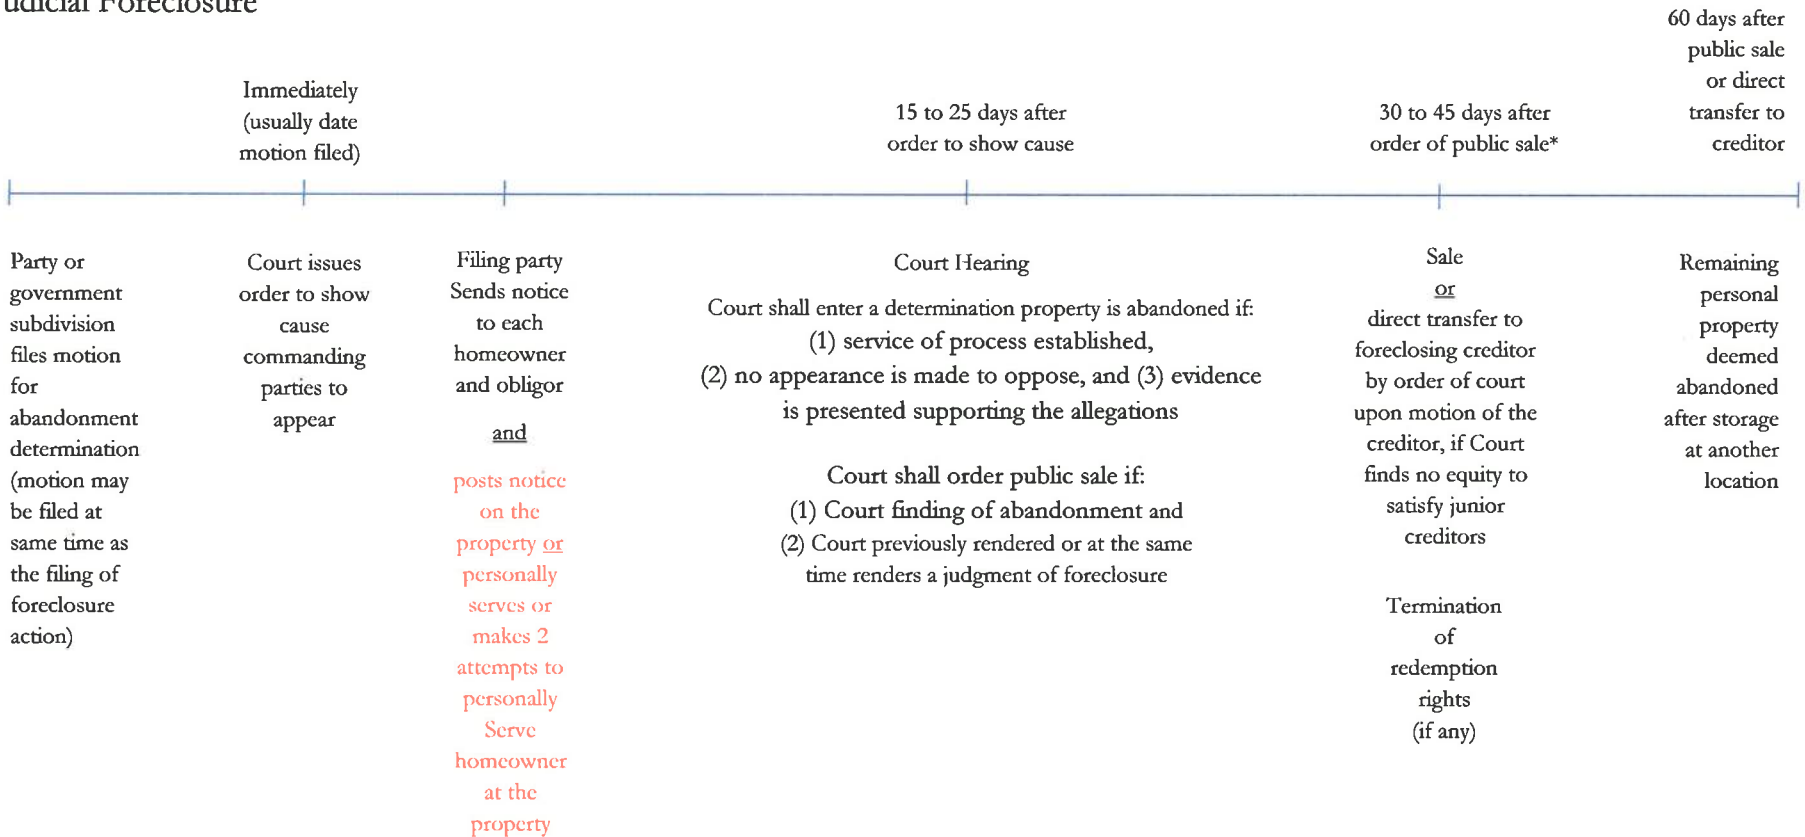 udicial Foreclosure
60 days after
public sale
or direct
transfer to
creditor
Immediately
(usually date
motion filed)
15 to 25 days after
order to show cause
30 to 45 days after
order of public sale*
Party or
government
subdivision
files motion
for
abandonment
determination
(motion may
be filed at
same time as
the filing of
foreclosure
action)
Court issues
order to show
cause
commanding
parties to
appear
Filing party
Sends notice
to each
homeowner
and obligor
and
posts notice
on the
property or
personally
serves or
makes 2
attempts to
personally
Serve
homeowner
at the
property
Court Hearing
Court shall enter a determination property is abandoned if:
(1) service of process established,
(2) no appearance is made to oppose, and (3) evidence
is presented supporting the allegations
Court shall order public sale if:
(1) Court finding of abandonment and
(2) Court previously rendered or at the same
time renders a judgment of foreclosure
Sale
or
direct transfer to
foreclosing creditor
by order of court
upon motion of the
creditor, if Court
finds no equity to
satisfy junior
creditors
Termination
of
redemption
rights
(if any)
Remaining
personal
property
deemed
abandoned
after storage
at another
location